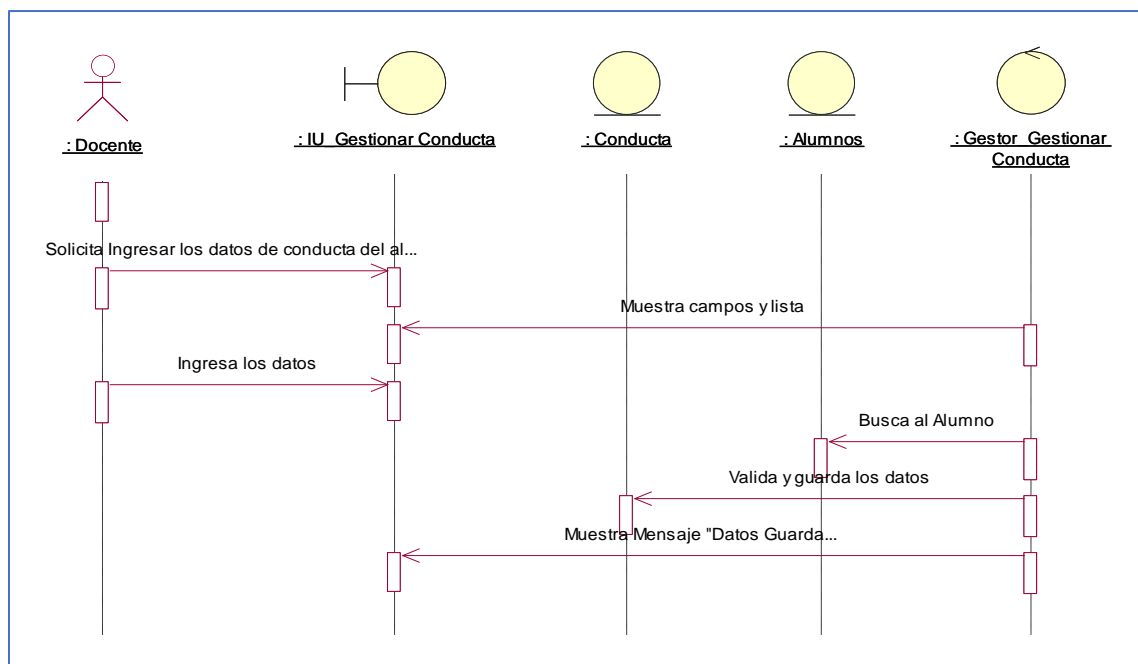 : Docente
: IU_Gestionar Conducta
: Conducta
: Alumnos
: Gestor_Gestionar_
Conducta
Solicita Ingresar los datos de conducta del al...
Muestra campos y lista
Ingresa los datos
Busca al Alumno
Valida y guarda los datos
Muestra Mensaje "Datos Guarda...